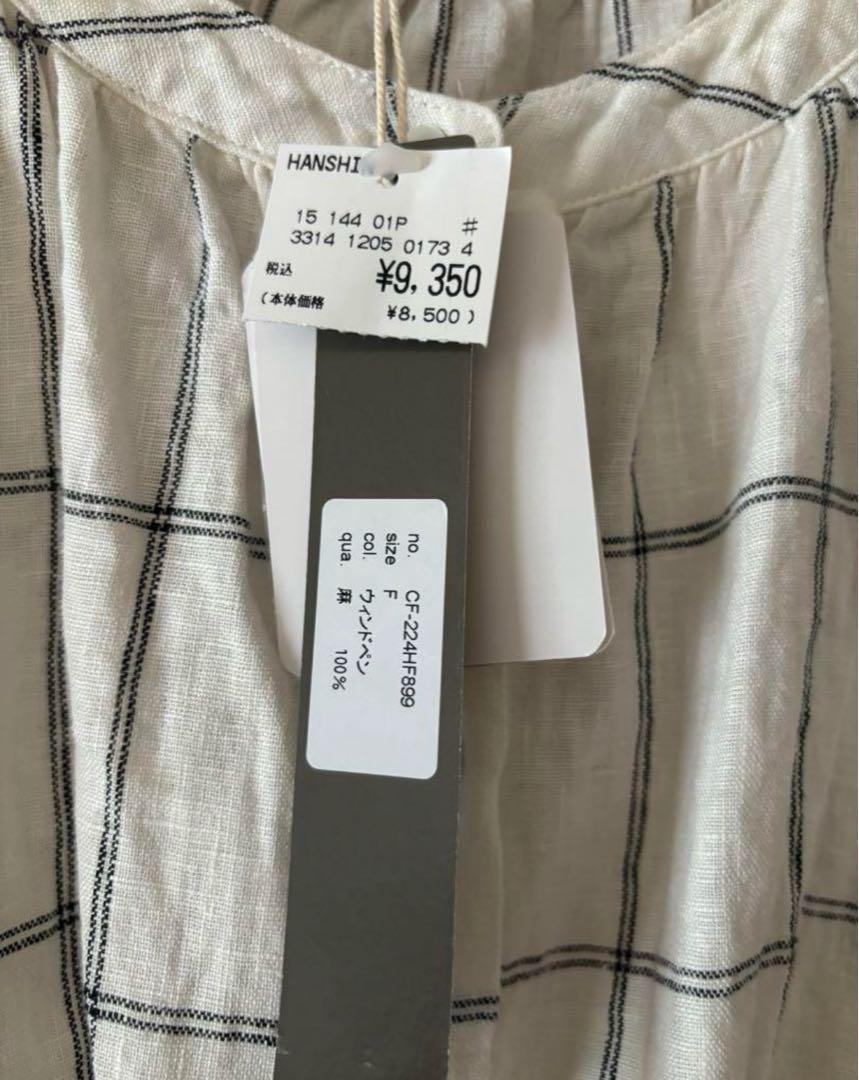 HANSHI
15 144 01P #
3314 1205 0173 4
税込 ¥9,350
(本体価格 ¥8,500)
no. CF-224HF899
size F
col. ウィンドペン
qua. 麻 100%